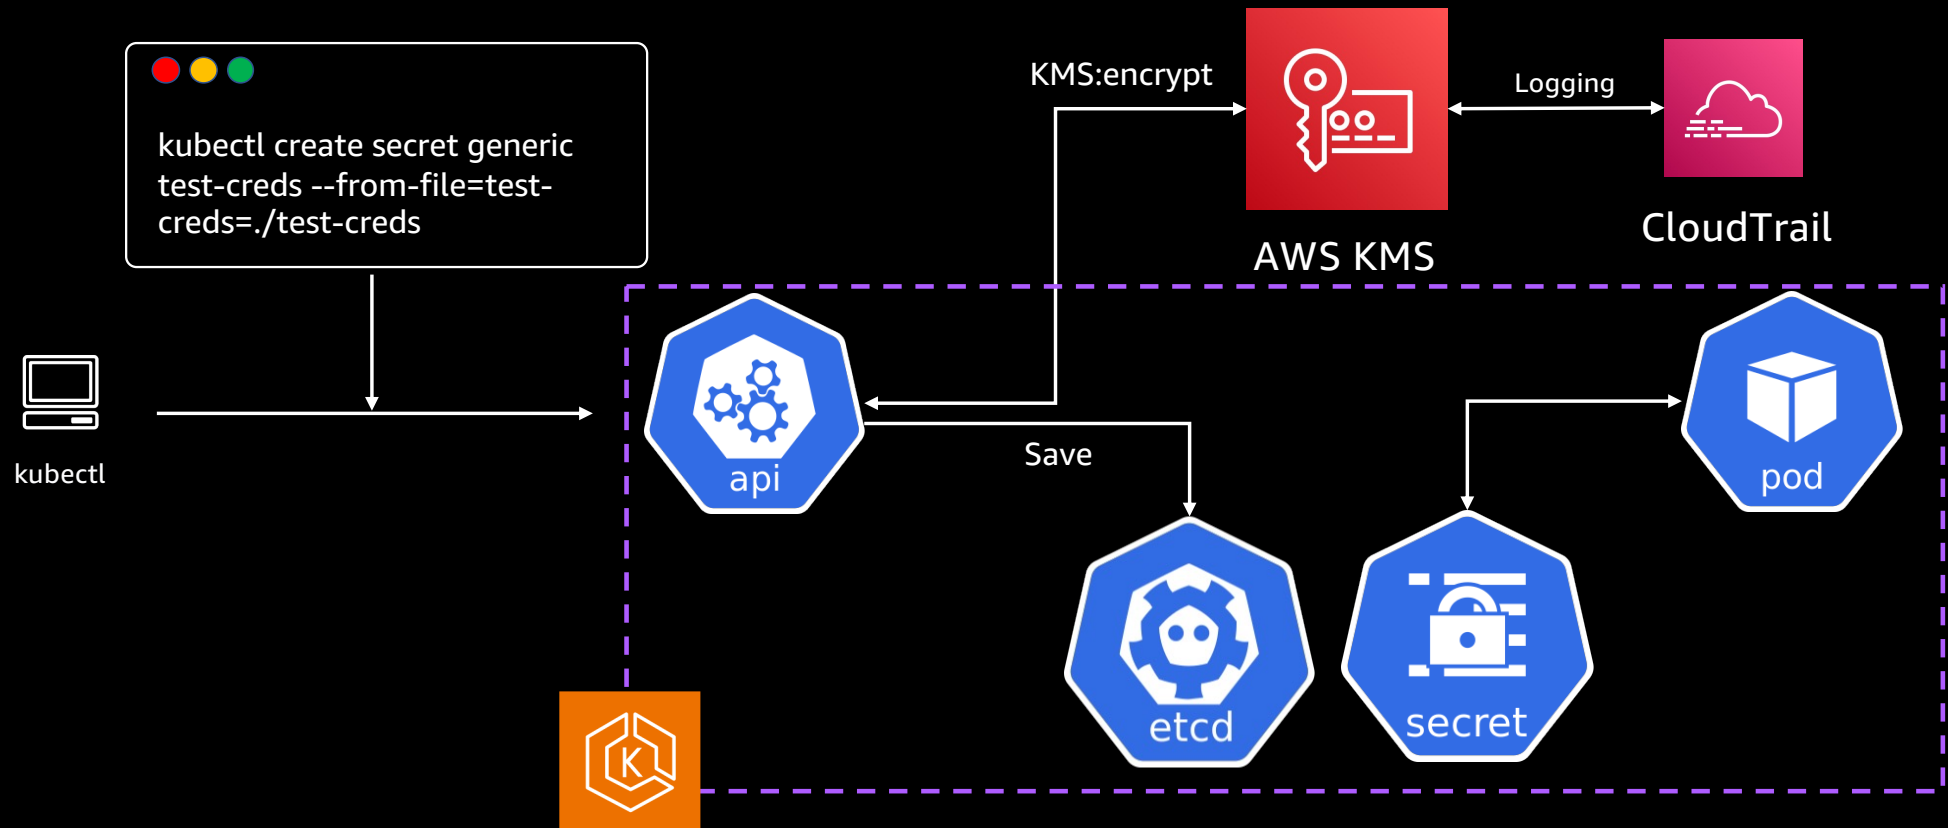 kubectl create secret generic
test-creds --from-file=test-
creds=./test-creds
KMS:encrypt
Logging
AWS KMS
CloudTrail
kubectl
api
Save
pod
etcd
secret
K